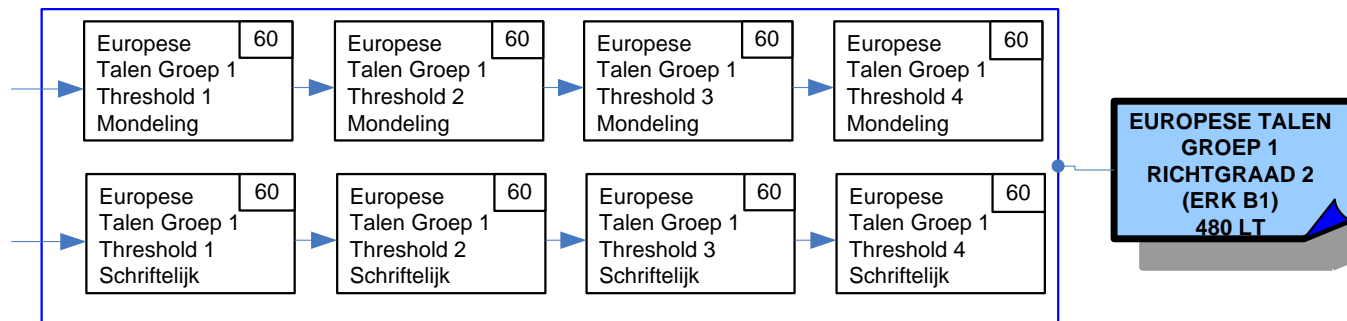 Europese
Talen Groep 1
Threshold 1
Mondeling
60
Europese
Talen Groep 1
Threshold 2
Mondeling
60
Europese
Talen Groep 1
Threshold 3
Mondeling
60
Europese
Talen Groep 1
Threshold 4
Mondeling
60
Europese
Talen Groep 1
Threshold 1
Schriftelijk
60
Europese
Talen Groep 1
Threshold 2
Schriftelijk
60
Europese
Talen Groep 1
Threshold 3
Schriftelijk
60
Europese
Talen Groep 1
Threshold 4
Schriftelijk
60
EUROPESE TALEN
GROEP 1
RICHTGRAAD 2
(ERK B1)
480 LT